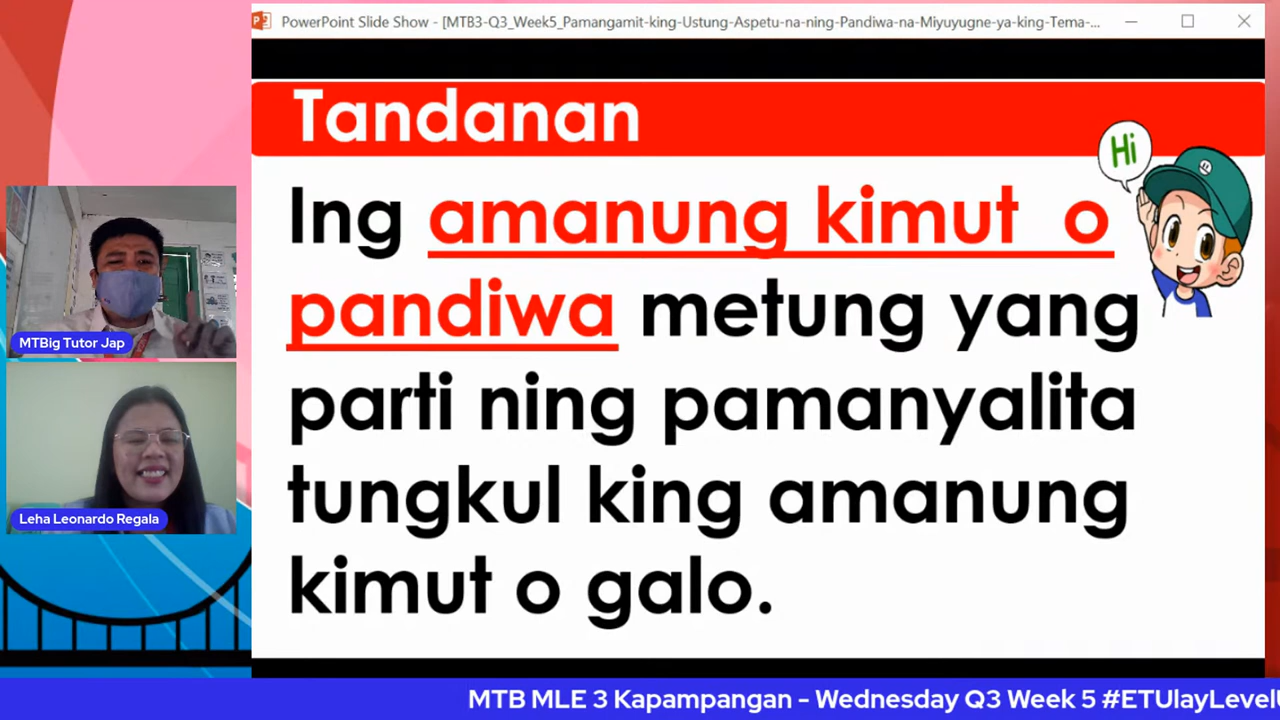 PowerPoint Slide Show - [MTB3-Q3_Week5_Pamangamit-king-Ustung-Aspetu-na-ning-Pandiwa-na-Miyuyugne-ya-king-Tema-...
Tandanan
Hi
Ing amanung kimut o
pandiwa metung yang
parti ning pamanyalita
tungkul king amanung
kimut o galo.
MTBig Tutor Jap
Leha Leonardo Regala
MTB MLE 3 Kapampangan - Wednesday Q3 Week 5 #ETUlayLevel